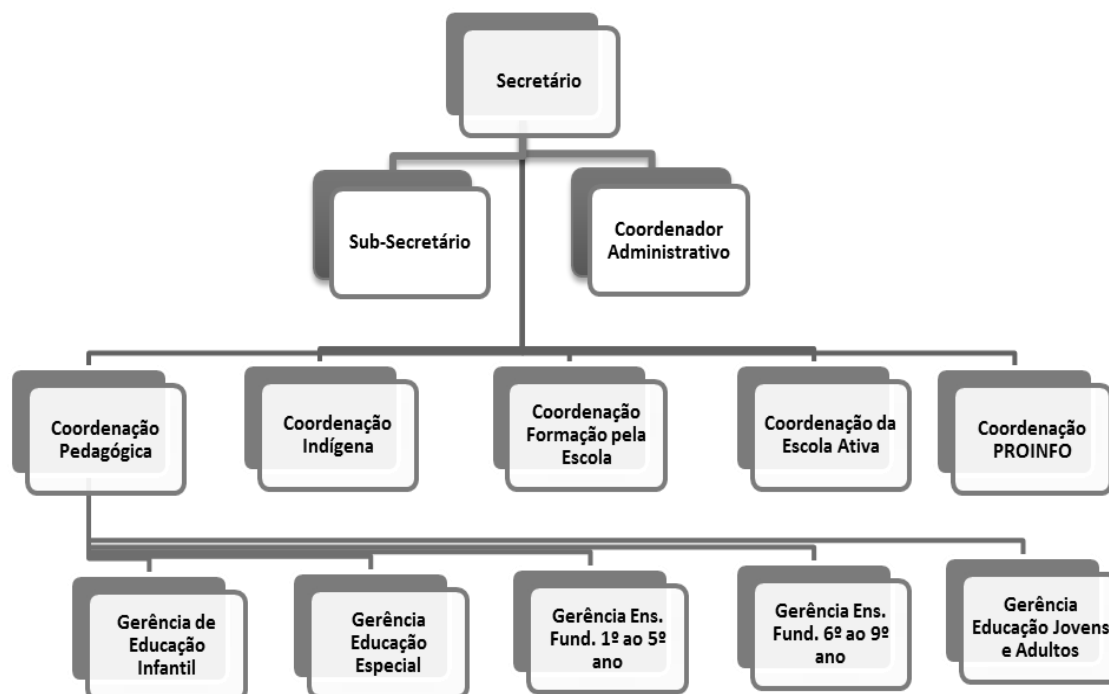 Secretário
Sub-Secretário
Coordenador
Administrativo
Coordenação
Pedagógica
Coordenação
Indígena
Coordenação
Formação pela
Escola
Coordenação da
Escola Ativa
Coordenação
PROINFO
Gerência de
Educação
Infantil
Gerência
Educação
Especial
Gerência Ens.
Fund. 1º ao 5º
ano
Gerência Ens.
Fund. 6º ao 9º
ano
Gerência
Educação Jovens
e Adultos